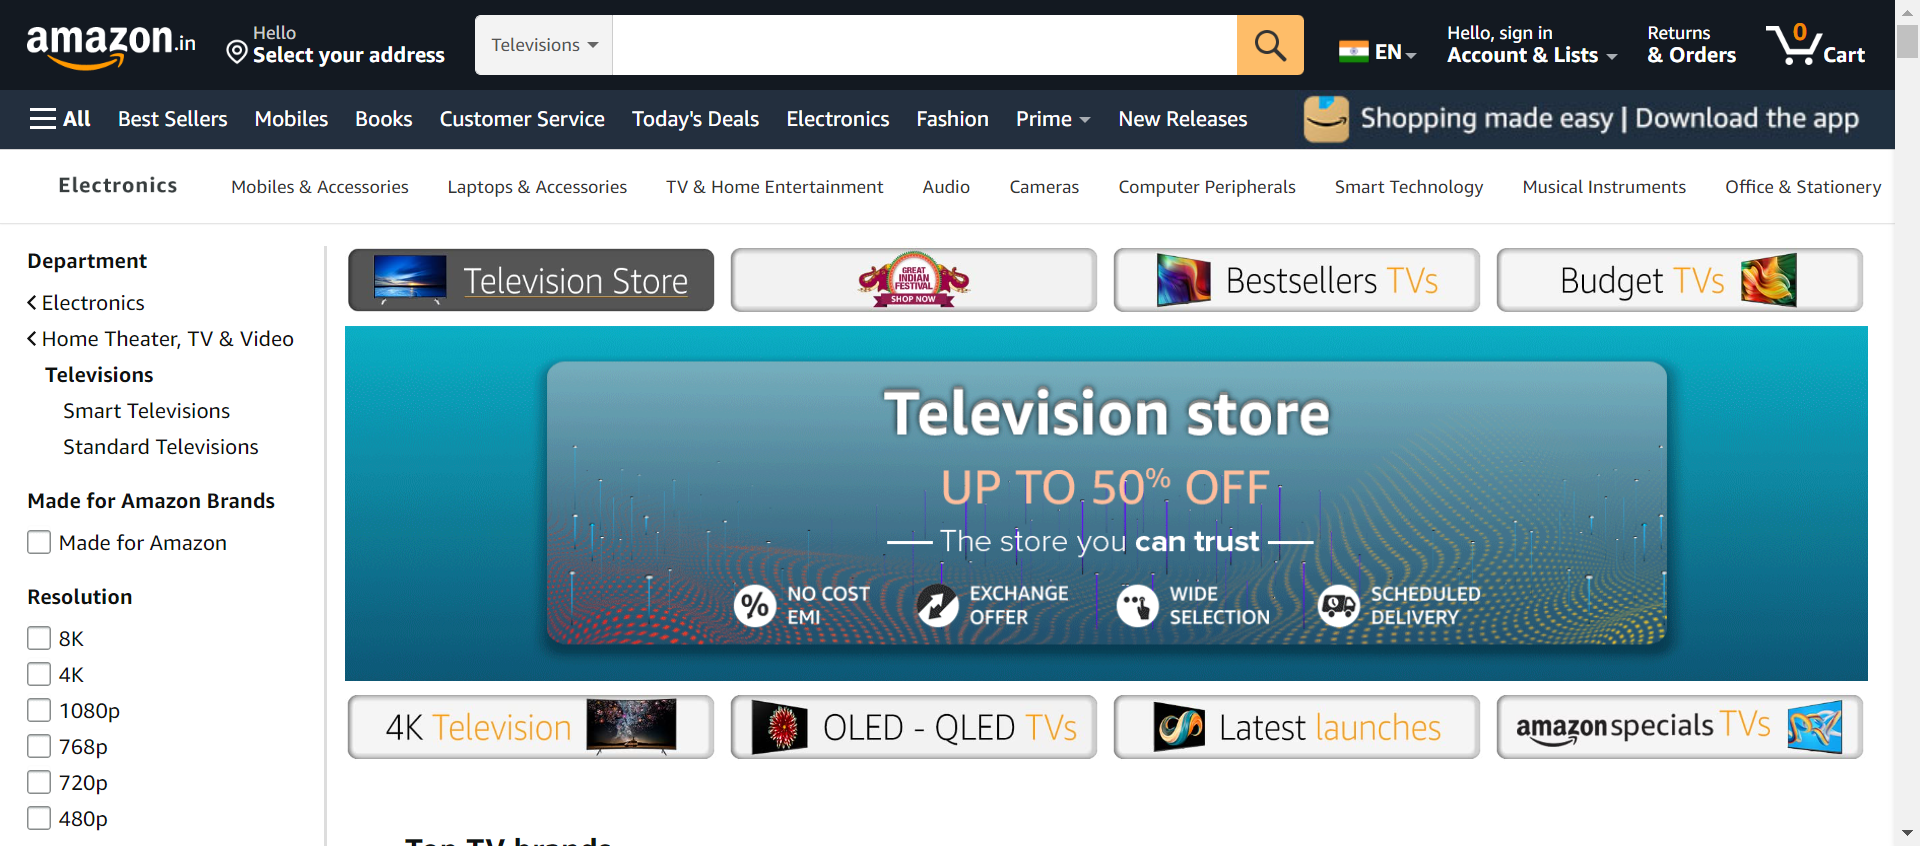 amazon.in
Hello
Select your address
Televisions
EN
Hello, sign in
Account & Lists
Returns
& Orders
0
Cart
All
Best Sellers
Mobiles
Books
Customer Service
Today's Deals
Electronics
Fashion
Prime
New Releases
Shopping made easy | Download the app
Electronics
Mobiles & Accessories
Laptops & Accessories
TV & Home Entertainment
Audio
Cameras
Computer Peripherals
Smart Technology
Musical Instruments
Office & Stationery
Department
Electronics
Home Theater, TV & Video
Televisions
Smart Televisions
Standard Televisions
Made for Amazon Brands
Made for Amazon
Resolution
8K
4K
1080p
768p
720p
480p
Television Store
GREAT
INDIAN
FESTIVAL
SHOP NOW
Bestsellers TVs
Budget TVs
Television store
UP TO 50% OFF
The store you can trust
%
NO COST
EMI
EXCHANGE
OFFER
WIDE
SELECTION
SCHEDULED
DELIVERY
4K Television
OLED - QLED TVs
Latest launches
amazonspecials TVs
Top TV brands